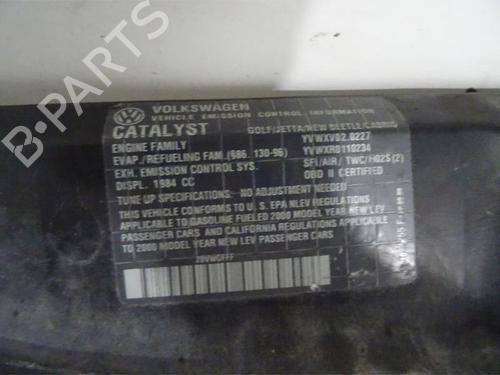 B-PARTS
VOLKSWAGEN
VEHICLE EMISSION CONTROL INFORMATION
CATALYST GOLF/JETTA/NEW BEETLE/CABRIO
ENGINE FAMILY YVWXV02.0227
EVAP./REFUELING FAM.(686. 130-96) YVWXR0110234
EXH. EMISSION CONTROL SYS. SFI/AIR/TWC/HO2S(2)
DISPL. 1984 CC OBD II CERTIFIED
TUNE UP SPECIFICATIONS: NO ADJUSTMENT NEEDED
THIS VEHICLE CONFORMS TO U.S. EPA NLEV REGULATIONS
APPLICABLE TO GASOLINE FUELED 2000 MODEL YEAR NEW LEV
PASSENGER CARS AND CALIFORNIA REGULATIONS APPLICABLE
TO 2000 MODEL YEAR NEW LEV PASSENGER CARS